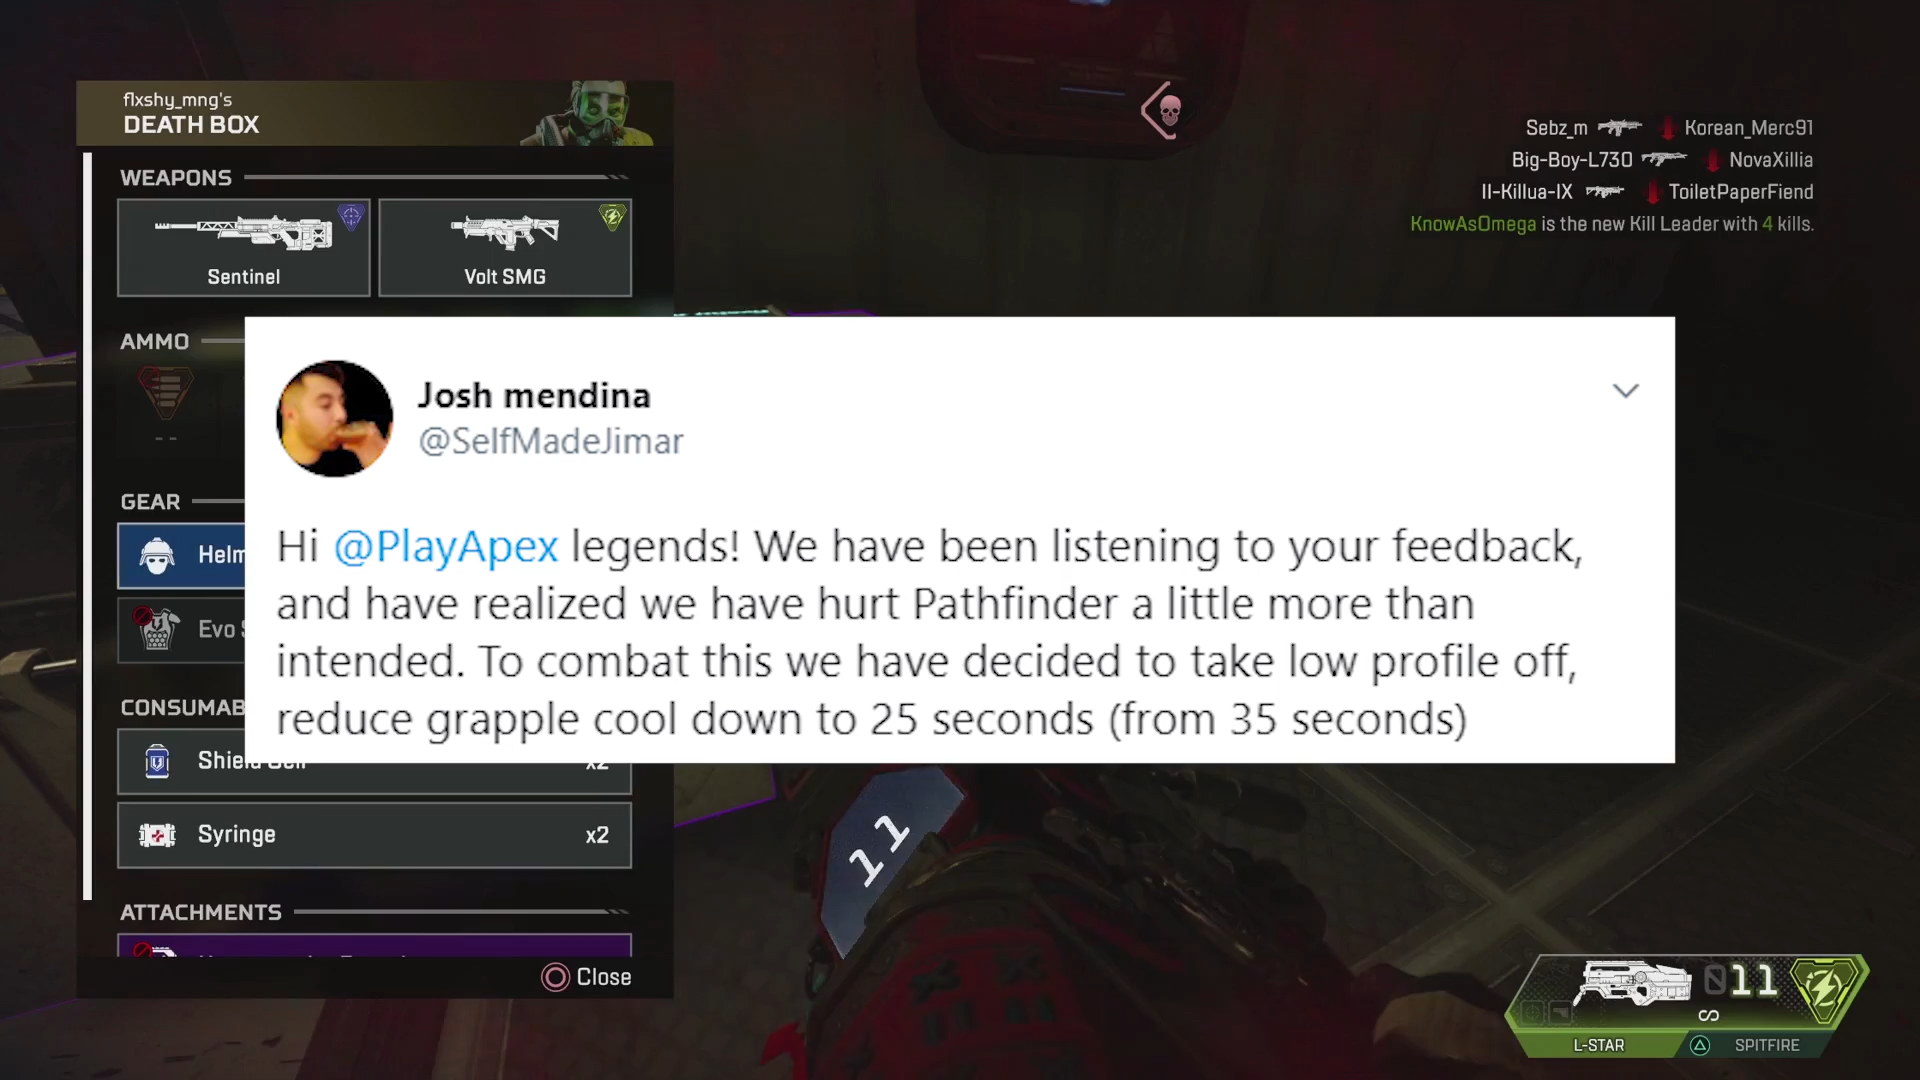 flxshy_mng's
DEATH BOX
WEAPONS
Sentinel
Volt SMG
AMMO
--
GEAR
Helm
Evo
CONSUMAB
x2
Syringe x2
ATTACHMENTS
Close
Sebz_m Korean_Merc91
Big-Boy-L730 NovaXillia
II-Killua-IX ToiletPaperFiend
KnowAsOmega is the new Kill Leader with 4 kills.
Josh mendina
@SelfMadeJimar
Hi @PlayApex legends! We have been listening to your feedback,
and have realized we have hurt Pathfinder a little more than
intended. To combat this we have decided to take low profile off,
reduce grapple cool down to 25 seconds (from 35 seconds)
11
011
∞
L-STAR
SPITFIRE